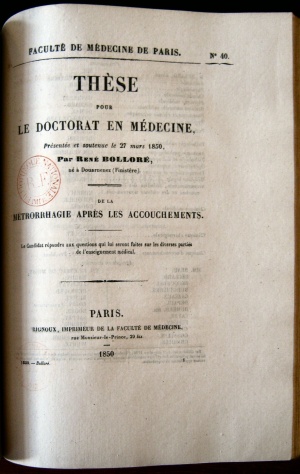 FACULTÉ DE MÉDECINE DE PARIS.
N° 40.
THÈSE
POUR
LE DOCTORAT EN MÉDECINE,
Présentée et soutenue le 27 mars 1850,
Par RENÉ BOLLORÉ,
né à Douarnenez (Finistère).
DE LA
MÉTRORRHAGIE APRÈS LES ACCOUCHEMENTS.
Le Candidat répondra aux questions qui lui seront faites sur les diverses parties
de l'enseignement médical.
PARIS.
RIGNOUX, IMPRIMEUR DE LA FACULTÉ DE MÉDECINE,
rue Monsieur-le-Prince, 29 bis
1850
1850. — Bolloré.